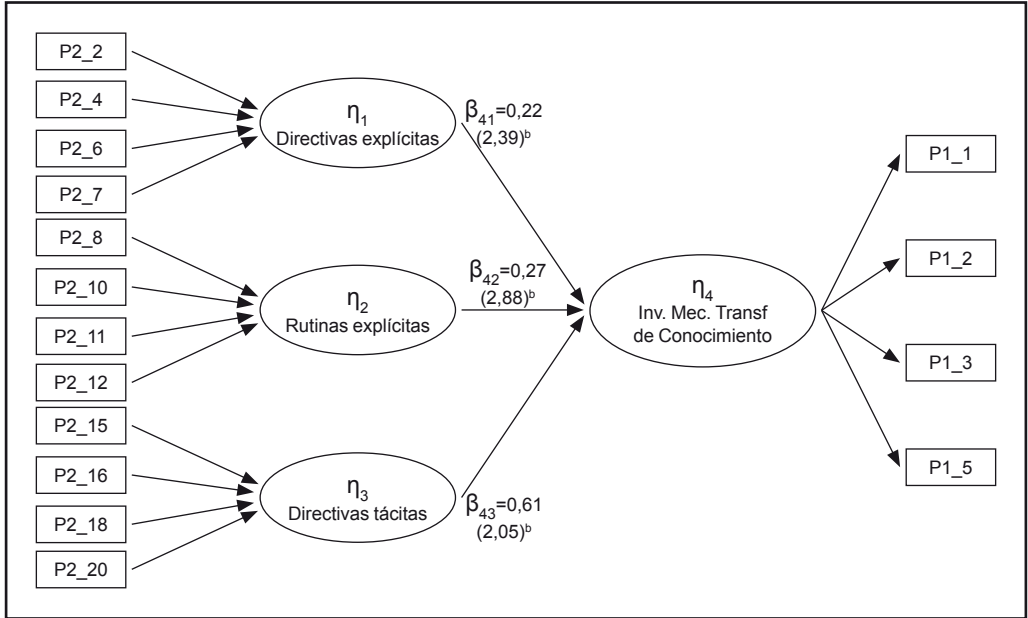 P2_2
P2_4
P2_6
P2_7
P2_8
P2_10
P2_11
P2_12
P2_15
P2_16
P2_18
P2_20
η₁
Directivas explícitas
η₂
Rutinas explícitas
η₃
Directivas tácitas
β₄₁=0,22
(2,39)ᵇ
β₄₂=0,27
(2,88)ᵇ
β₄₃=0,61
(2,05)ᵇ
η₄
Inv. Mec. Transf
de Conocimiento
P1_1
P1_2
P1_3
P1_5